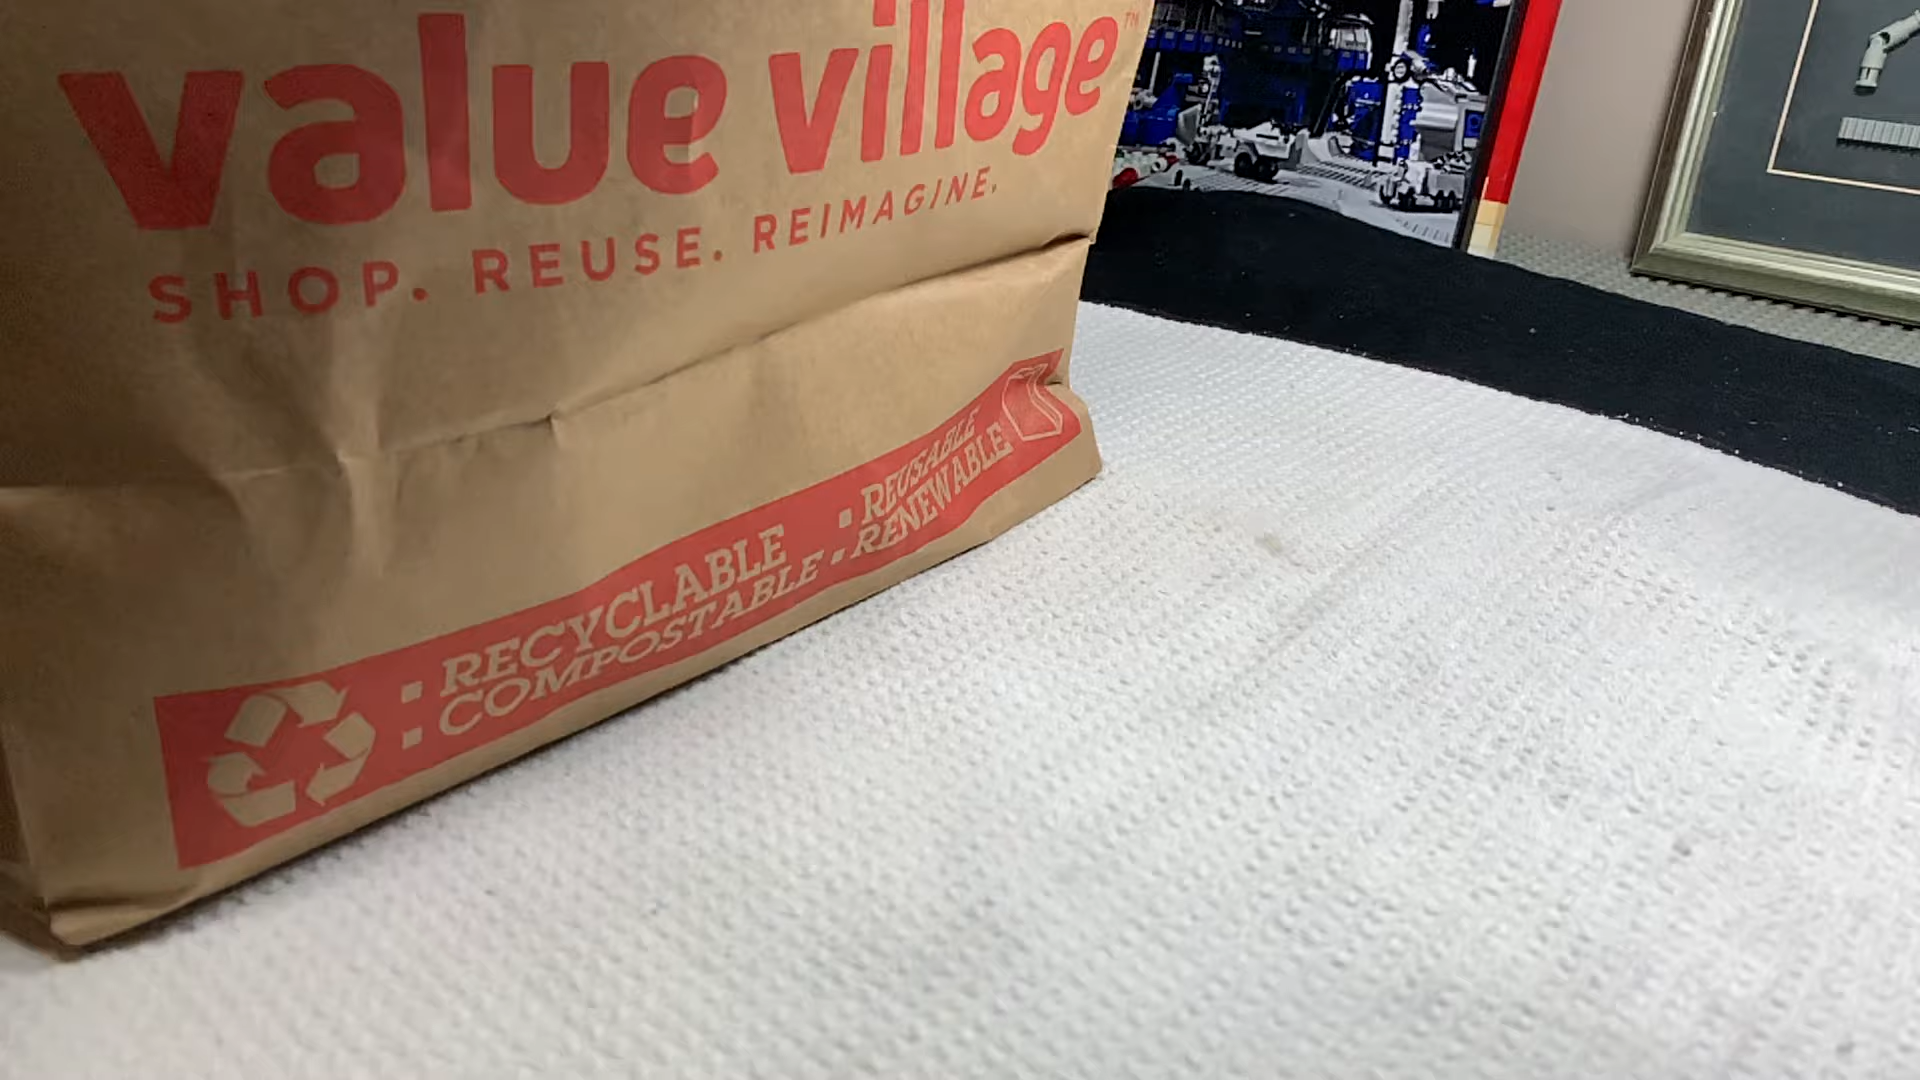 value village™
SHOP. REUSE. REIMAGINE.
RECYCLABLE ▪ REUSABLE
COMPOSTABLE ▪ RENEWABLE